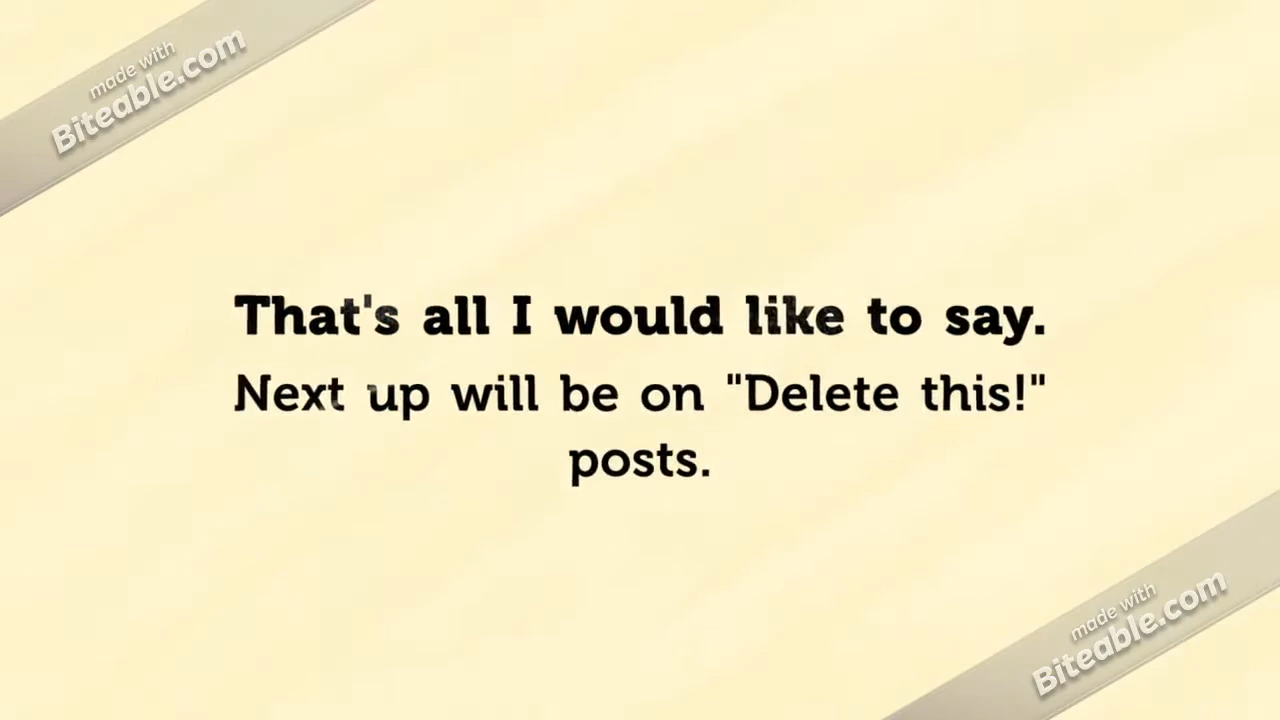 made with
Biteable.com
That's all I would like to say.
Next up will be on "Delete this!"
posts.
made with
Biteable.com